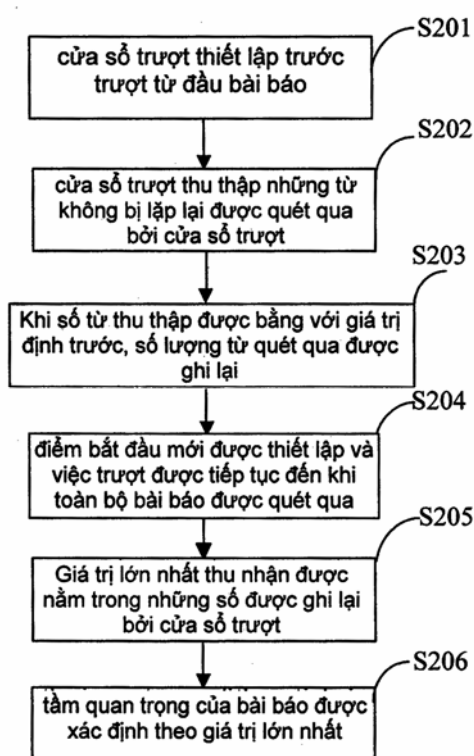 S201
cửa sổ trượt thiết lập trước
trượt từ đầu bài báo
S202
cửa sổ trượt thu thập những từ
không bị lặp lại được quét qua
bởi cửa sổ trượt
S203
Khi số từ thu thập được bằng với giá trị
định trước, số lượng từ quét qua được
ghi lại
S204
điểm bắt đầu mới được thiết lập và
việc trượt được tiếp tục đến khi
toàn bộ bài báo được quét qua
S205
Giá trị lớn nhất thu nhận được
nằm trong những số được ghi lại
bởi cửa sổ trượt
S206
tầm quan trọng của bài báo được
xác định theo giá trị lớn nhất